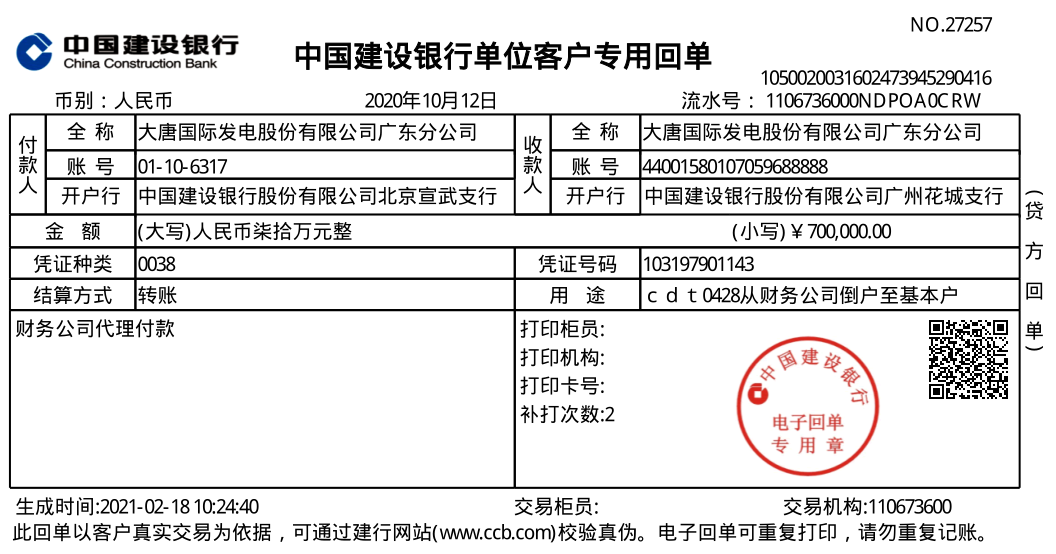 NO.27257
中国建设银行
China Construction Bank
中国建设银行单位客户专用回单
1050020031602473945290416
币别：人民币 2020年10月12日 流水号： 1106736000NDPOA0CRW
付款人 全 称 大唐国际发电股份有限公司广东分公司 收款人 全 称 大唐国际发电股份有限公司广东分公司
账 号 01-10-6317 账 号 44001580107059688888
开户行 中国建设银行股份有限公司北京宣武支行 开户行 中国建设银行股份有限公司广州花城支行
金 额 (大写)人民币柒拾万元整 (小写)￥700,000.00
凭证种类 0038 凭证号码 103197901143
结算方式 转账 用 途 ｃｄｔ0428从财务公司倒户至基本户
(贷方回单)
财务公司代理付款 打印柜员:
打印机构:
打印卡号:
补打次数:2
中国建设银行
电子回单
专用章
生成时间:2021-02-18 10:24:40 交易柜员: 交易机构:110673600
此回单以客户真实交易为依据，可通过建行网站(www.ccb.com)校验真伪。电子回单可重复打印，请勿重复记账。